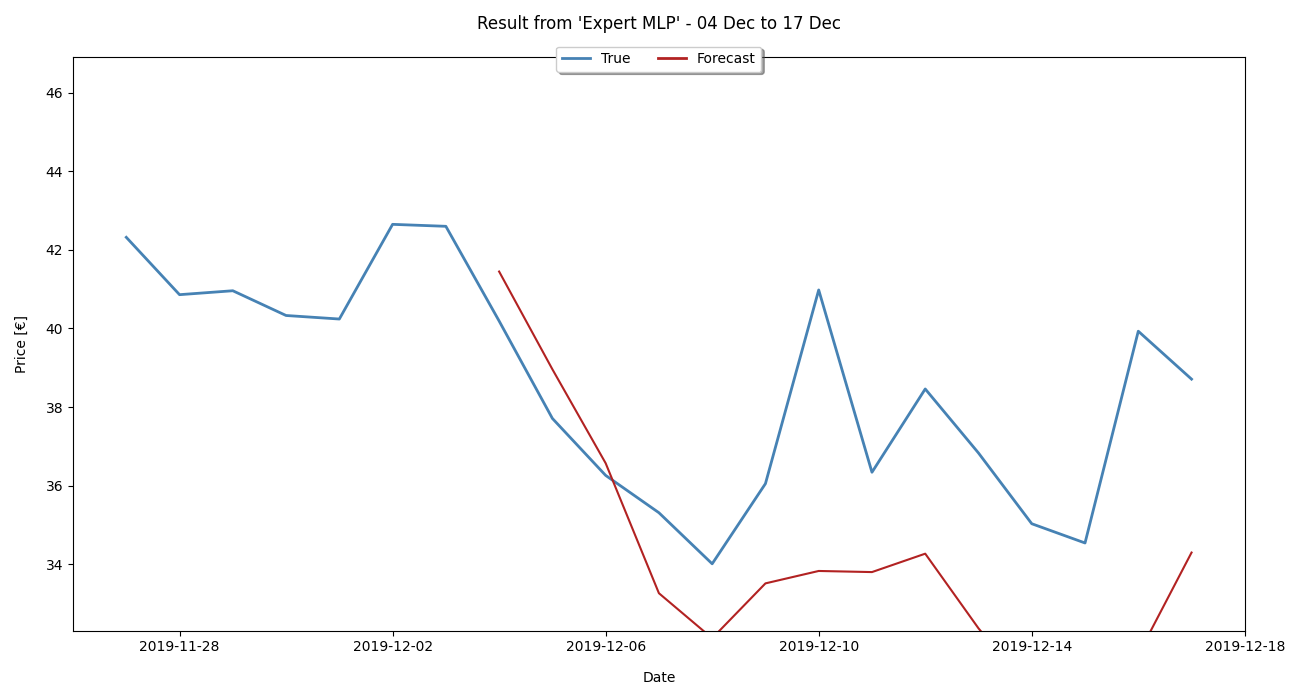 Result from 'Expert MLP' - 04 Dec to 17 Dec
True Forecast
46
44
42
40
38
36
34
Price [€]
2019-11-28 2019-12-02 2019-12-06 2019-12-10 2019-12-14 2019-12-18
Date